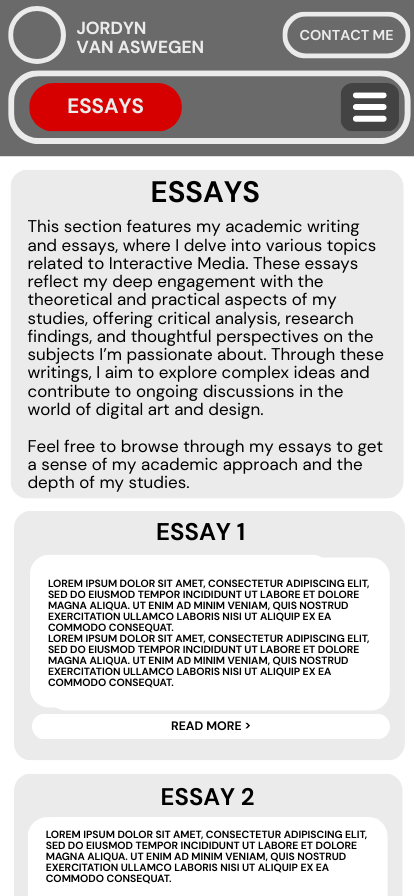 JORDYN
VAN ASWEGEN
CONTACT ME
ESSAYS
ESSAYS
This section features my academic writing
and essays, where I delve into various topics
related to Interactive Media. These essays
reflect my deep engagement with the
theoretical and practical aspects of my
studies, offering critical analysis, research
findings, and thoughtful perspectives on the
subjects I'm passionate about. Through these
writings, I aim to explore complex ideas and
contribute to ongoing discussions in the
world of digital art and design.
Feel free to browse through my essays to get
a sense of my academic approach and the
depth of my studies.
ESSAY 1
LOREM IPSUM DOLOR SIT AMET, CONSECTETUR ADIPISCING ELIT,
SED DO EIUSMOD TEMPOR INCIDIDUNT UT LABORE ET DOLORE
MAGNA ALIQUA. UT ENIM AD MINIM VENIAM, QUIS NOSTRUD
EXERCITATION ULLAMCO LABORIS NISI UT ALIQUIP EX EA
COMMODO CONSEQUAT.
LOREM IPSUM DOLOR SIT AMET, CONSECTETUR ADIPISCING ELIT,
SED DO EIUSMOD TEMPOR INCIDIDUNT UT LABORE ET DOLORE
MAGNA ALIQUA. UT ENIM AD MINIM VENIAM, QUIS NOSTRUD
EXERCITATION ULLAMCO LABORIS NISI UT ALIQUIP EX EA
COMMODO CONSEQUAT.
READ MORE >
ESSAY 2
LOREM IPSUM DOLOR SIT AMET, CONSECTETUR ADIPISCING ELIT,
SED DO EIUSMOD TEMPOR INCIDIDUNT UT LABORE ET DOLORE
MAGNA ALIQUA. UT ENIM AD MINIM VENIAM, QUIS NOSTRUD
EXERCITATION ULLAMCO LABORIS NISI UT ALIQUIP EX EA
COMMODO CONSEQUAT.